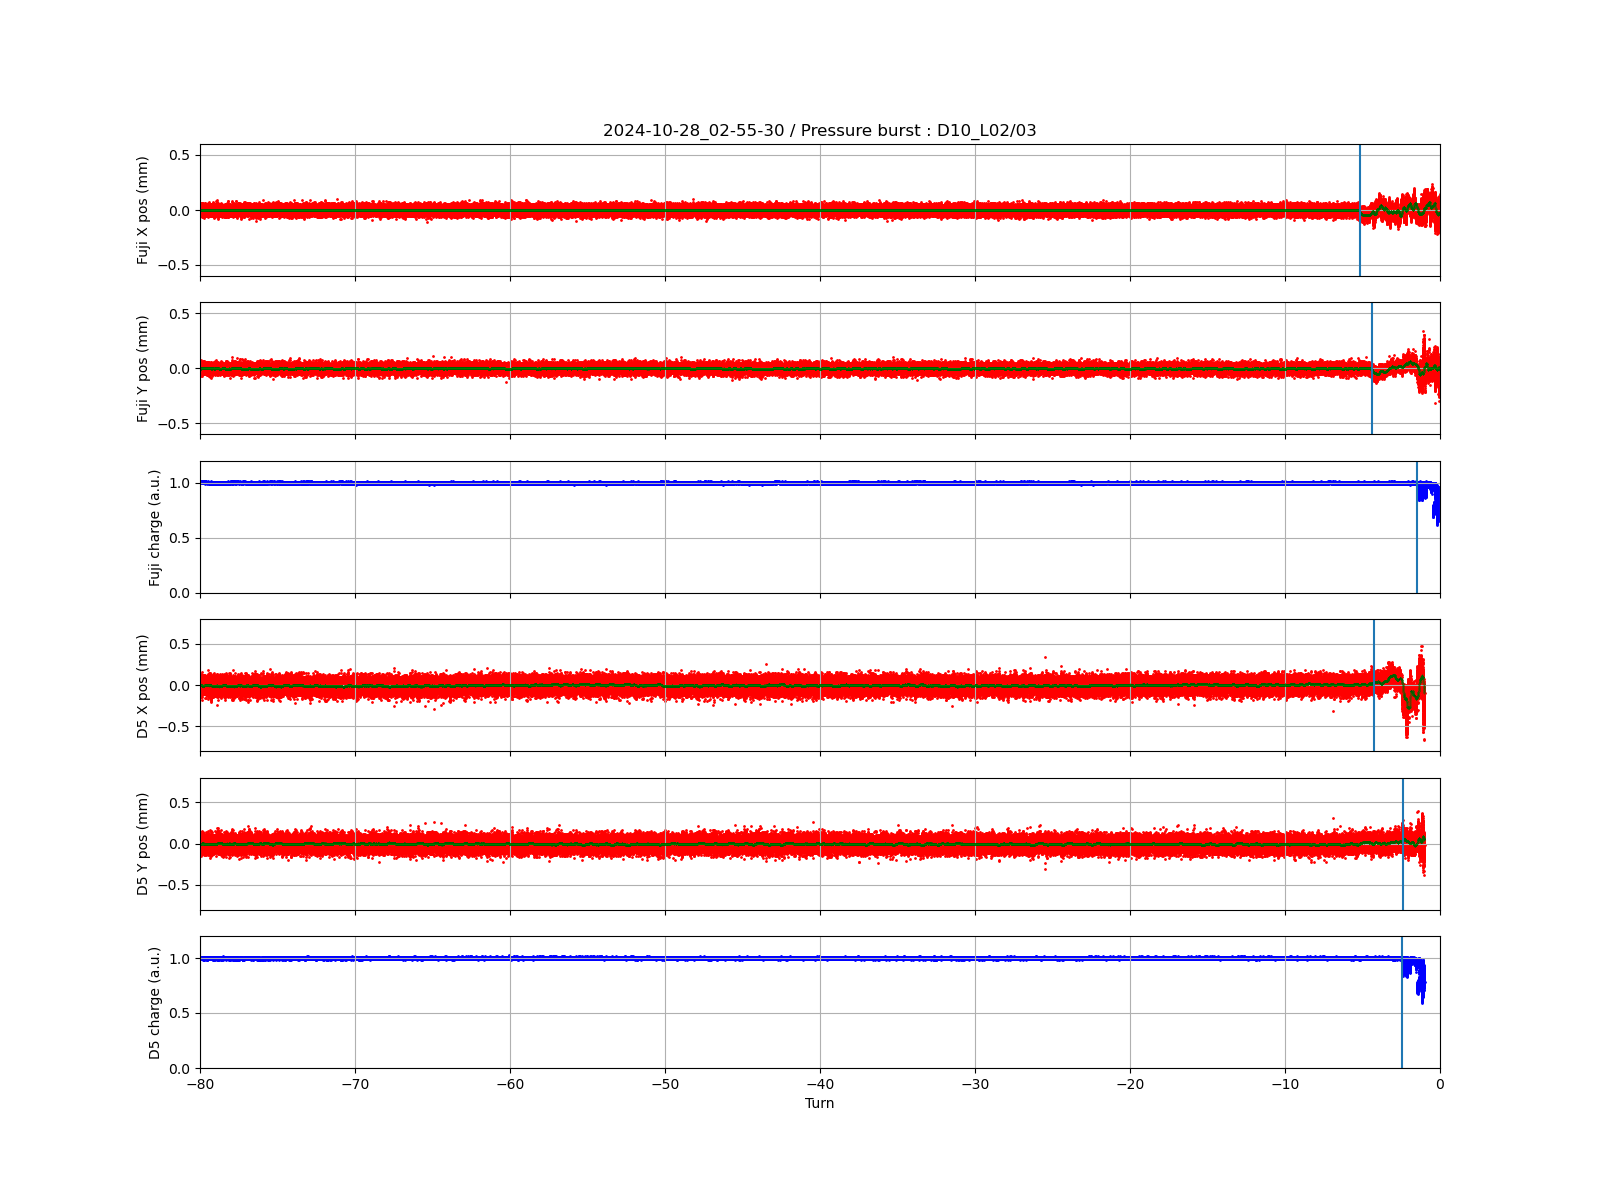 2024-10-28_02-55-30 / Pressure burst : D10_L02/03
Fuji X pos (mm)
0.5
0.0
−0.5
Fuji Y pos (mm)
0.5
0.0
−0.5
Fuji charge (a.u.)
1.0
0.5
0.0
D5 X pos (mm)
0.5
0.0
−0.5
D5 Y pos (mm)
0.5
0.0
−0.5
D5 charge (a.u.)
1.0
0.5
0.0
−80 −70 −60 −50 −40 −30 −20 −10 0
Turn